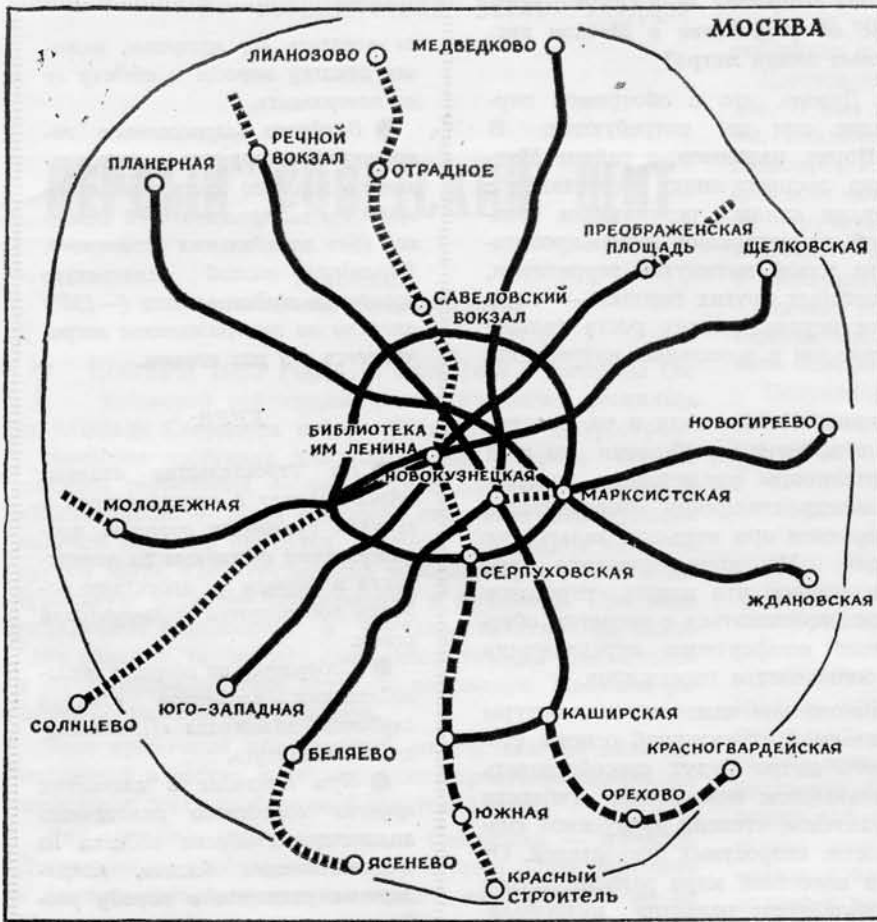 МОСКВА
ЛИАНОЗОВО
МЕДВЕДКОВО
РЕЧНОЙ
ВОКЗАЛ
ПЛАНЕРНАЯ
ОТРАДНОЕ
ПРЕОБРАЖЕНСКАЯ
ПЛОЩАДЬ
ЩЕЛКОВСКАЯ
САВЕЛОВСКИЙ
ВОКЗАЛ
БИБЛИОТЕКА
ИМ ЛЕНИНА
НОВОГИРЕЕВО
НОВОКУЗНЕЦКАЯ
МОЛОДЕЖНАЯ
МАРКСИСТСКАЯ
СЕРПУХОВСКАЯ
ЖДАНОВСКАЯ
СОЛНЦЕВО
ЮГО-ЗАПАДНАЯ
КАШИРСКАЯ
БЕЛЯЕВО
КРАСНОГВАРДЕЙСКАЯ
ОРЕХОВО
ЮЖНАЯ
ЯСЕНЕВО
КРАСНЫЙ
СТРОИТЕЛЬ